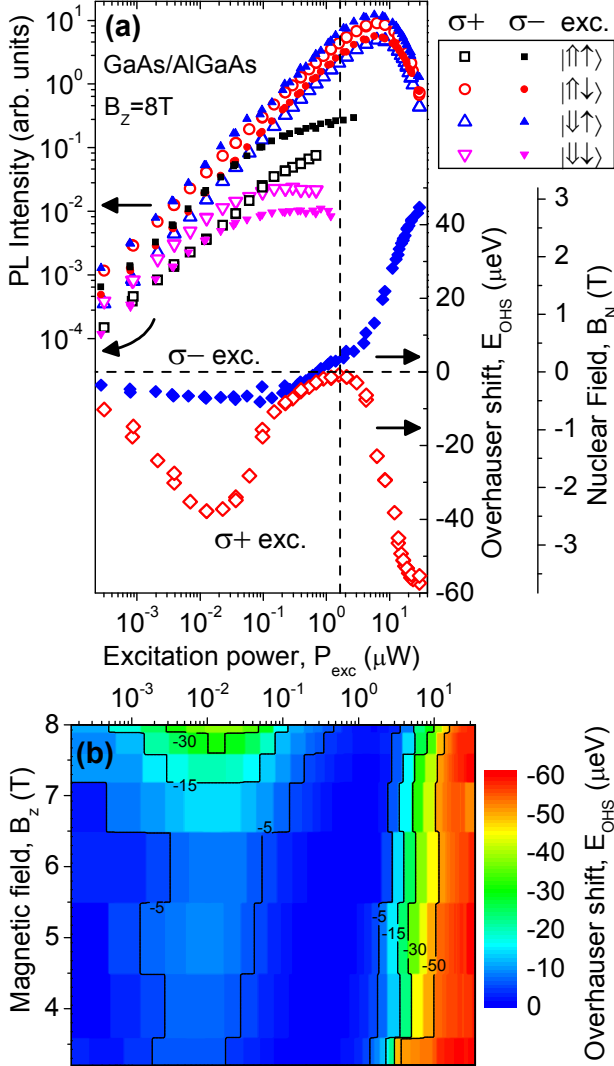 (a)
GaAs/AlGaAs
B_z=8T
σ+ σ− exc.
|⇑↑⟩
|⇑↓⟩
|⇓↑⟩
|⇓↓⟩
PL Intensity (arb. units)
10^1
10^0
10^-1
10^-2
10^-3
10^-4
σ− exc.
σ+ exc.
40
20
0
-20
-40
-60
Overhauser shift, E_OHS (μeV)
3
2
1
0
-1
-2
-3
Nuclear Field, B_N (T)
10^-3 10^-2 10^-1 10^0 10^1
Excitation power, P_exc (μW)
10^-3 10^-2 10^-1 10^0 10^1
(b)
8
7
6
5
4
Magnetic field, B_z (T)
-30
-15
-5
-5
-5
-15
-30
-50
-60
-50
-40
-30
-20
-10
0
Overhauser shift, E_OHS (μeV)